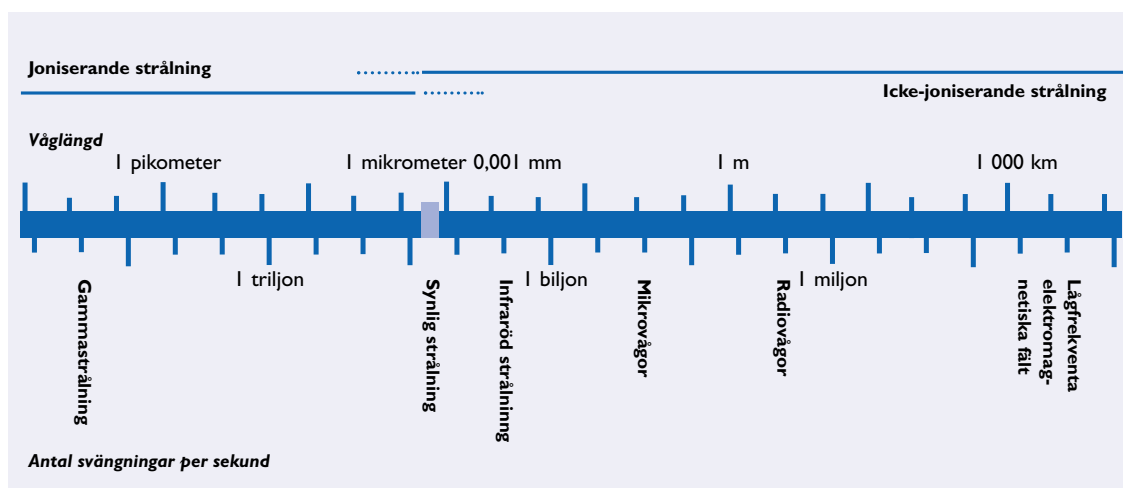 Joniserande strålning
Icke-joniserande strålning
Våglängd
1 pikometer
1 mikrometer 0,001 mm
1 m
1 000 km
1 triljon
1 biljon
1 miljon
Gammastrålning
Synlig strålning
Infraröd strålninng
Mikrovågor
Radiovågor
Lågfrekventa
elektromag-
netiska fält
Antal svängningar per sekund